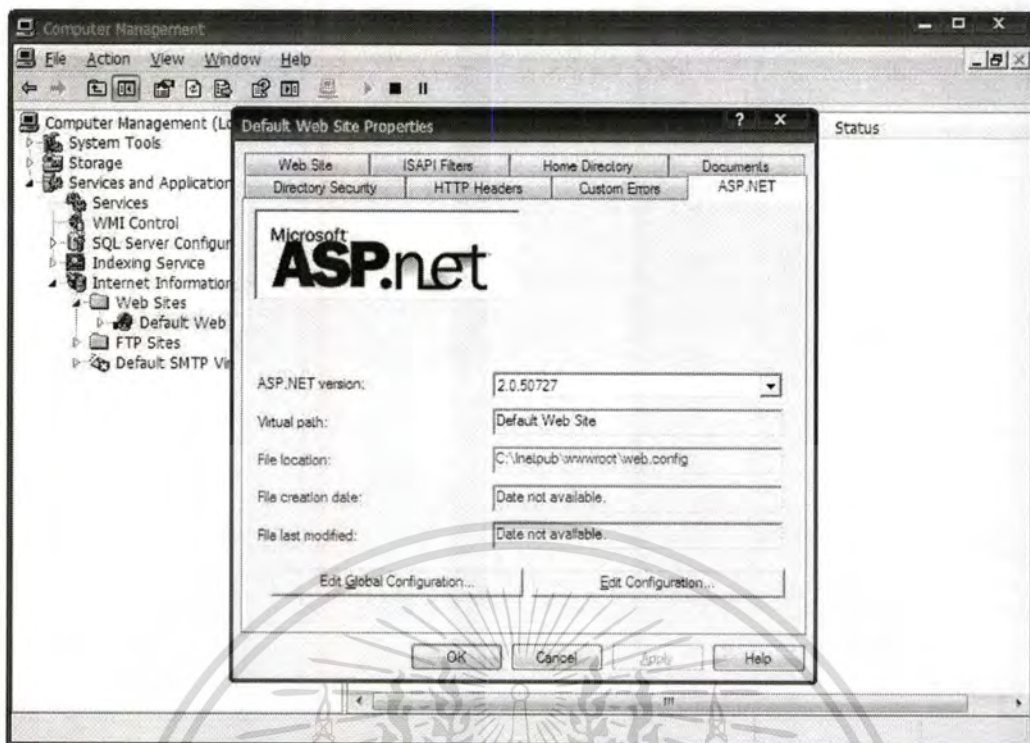 Computer Management
File Action View Window Help
Computer Management (Lo
System Tools
Storage
Services and Application
Services
WMI Control
SQL Server Configur
Indexing Service
Internet Information
Web Sites
Default Web
FTP Sites
Default SMTP Vir
Status
Default Web Site Properties
Web Site ISAPI Filters Home Directory Documents
Directory Security HTTP Headers Custom Errors ASP.NET
Microsoft
ASP.net
ASP.NET version: 2.0.50727
Virtual path: Default Web Site
File location: C:\Inetpub\wwwroot\web.config
File creation date: Date not available.
File last modified: Date not available.
Edit Global Configuration... Edit Configuration...
OK Cancel Apply Help